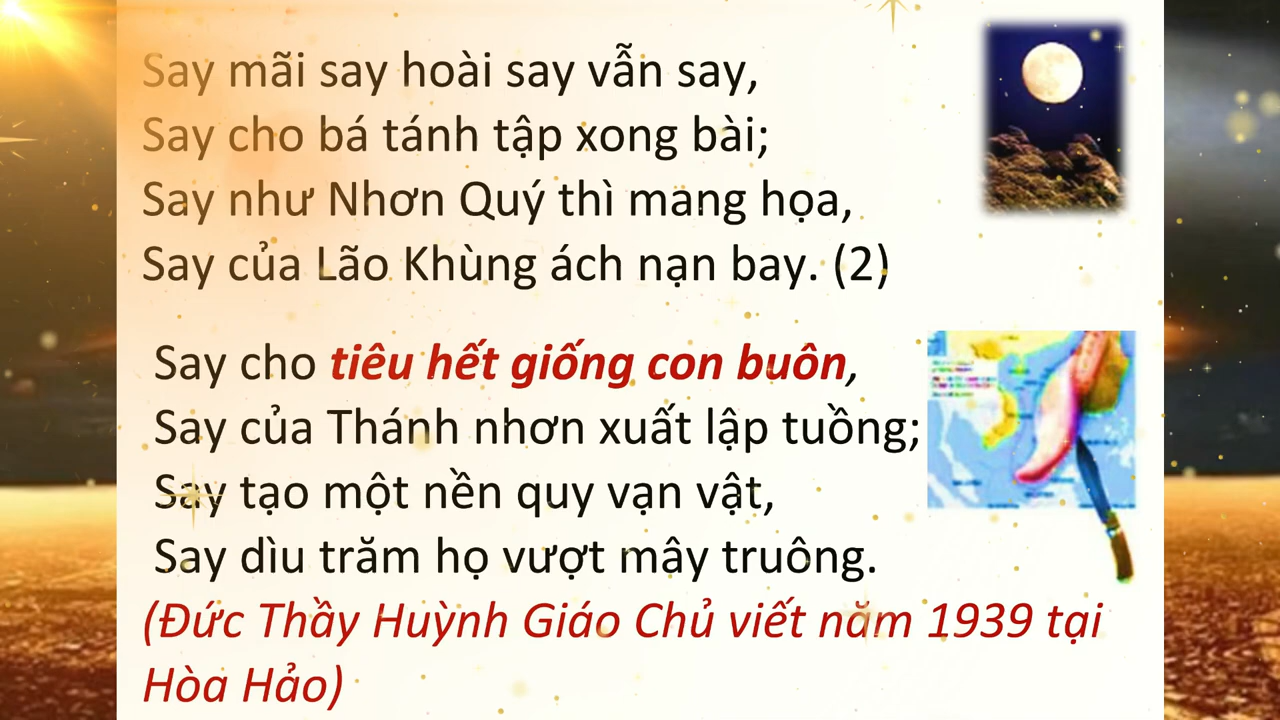 Say mãi say hoài say vẫn say,
Say cho bá tánh tập xong bài;
Say như Nhơn Quý thì mang họa,
Say của Lão Khùng ách nạn bay. (2)
Say cho tiêu hết giống con buôn,
Say của Thánh nhơn xuất lập tuồng;
Say tạo một nền quy vạn vật,
Say dìu trăm họ vượt mây truông.
(Đức Thầy Huỳnh Giáo Chủ viết năm 1939 tại
Hòa Hảo)